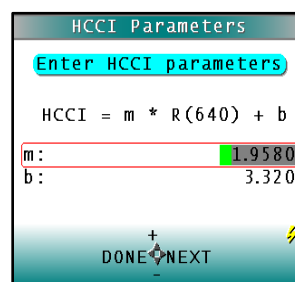 HCCI Parameters
Enter HCCI parameters
HCCI = m * R(640) + b
m: 1.9580
b: 3.320
+
DONE NEXT
-